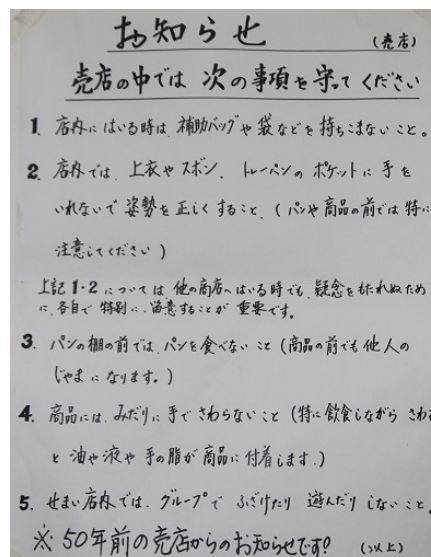 お知らせ (売店)
売店の中では 次の事項を守ってください
1. 店内にはいる時は、補助バッグや袋などを持ちこまないこと。
2. 店内では、上衣やズボン、トレーパンのポケットに手を
いれないで姿勢を正しくすること、(パンや商品の前では特に
注意してください)
上記1・2については他の商店へはいる時でも、疑念をもたれぬため
に、各自で特別に、留意することが重要です。
3. パンの棚の前では、パンを食べないこと(商品の前でも他人の
じゃまになります。)
4. 商品には、みだりに手でさわらないこと(特に飲食しながらさわる
と油や液や手の脂が商品に付着します。)
5. せまい店内では、グループでふざけたり遊んだりしないこと。
※50年前の売店からのお知らせです! (以上)